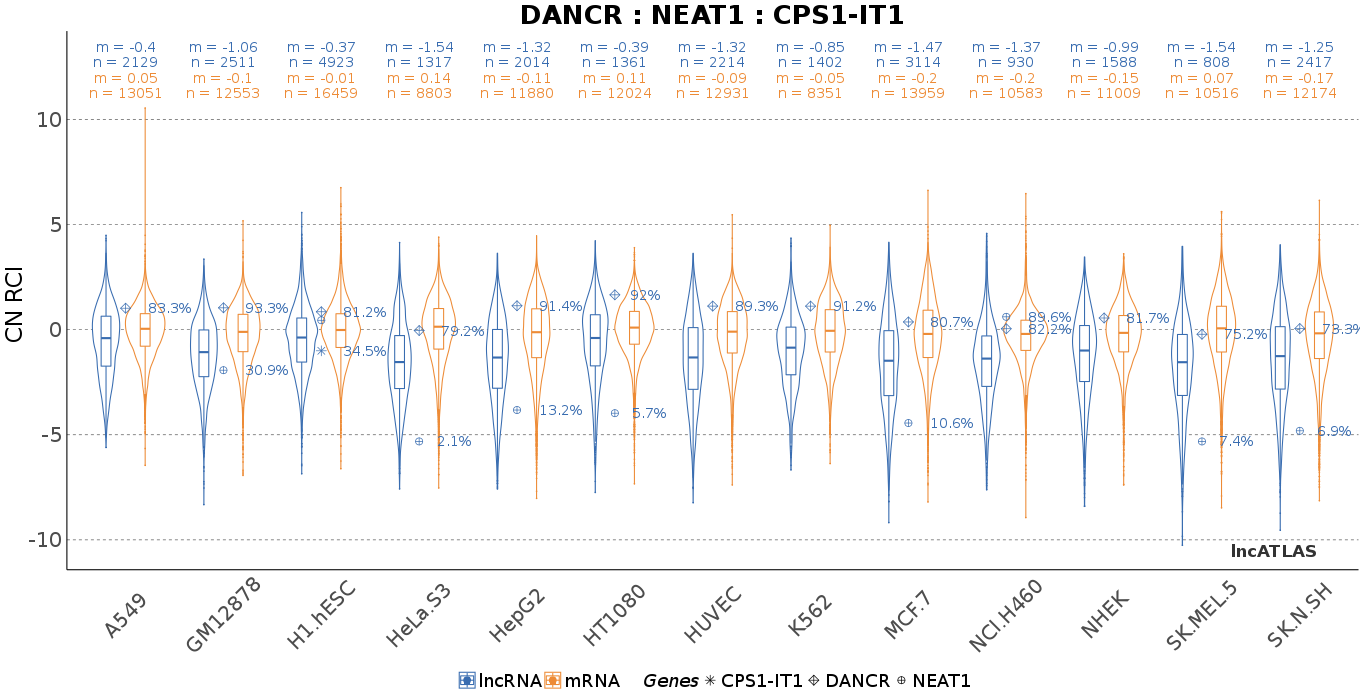 DANCR : NEAT1 : CPS1-IT1
m = -0.4 m = -1.06 m = -0.37 m = -1.54 m = -1.32 m = -0.39 m = -1.32 m = -0.85 m = -1.47 m = -1.37 m = -0.99 m = -1.54 m = -1.25
n = 2129 n = 2511 n = 4923 n = 1317 n = 2014 n = 1361 n = 2214 n = 1402 n = 3114 n = 930 n = 1588 n = 808 n = 2417
m = 0.05 m = -0.1 m = -0.01 m = 0.14 m = -0.11 m = 0.11 m = -0.09 m = -0.05 m = -0.2 m = -0.2 m = -0.15 m = 0.07 m = -0.17
n = 13051 n = 12553 n = 16459 n = 8803 n = 11880 n = 12024 n = 12931 n = 8351 n = 13959 n = 10583 n = 11009 n = 10516 n = 12174
10
5
0
-5
-10
CN RCI
83.3% 93.3% 81.2% 79.2% 91.4% 92% 89.3% 91.2% 80.7% 89.6% 81.7% 75.2% 73.3%
82.2%
30.9% 34.5% 2.1% 13.2% 5.7% 10.6% 7.4% 6.9%
lncATLAS
A549 GM12878 H1.hESC HeLa.S3 HepG2 HT1080 HUVEC K562 MCF.7 NCI.H460 NHEK SK.MEL.5 SK.N.SH
lncRNA mRNA Genes CPS1-IT1 DANCR NEAT1